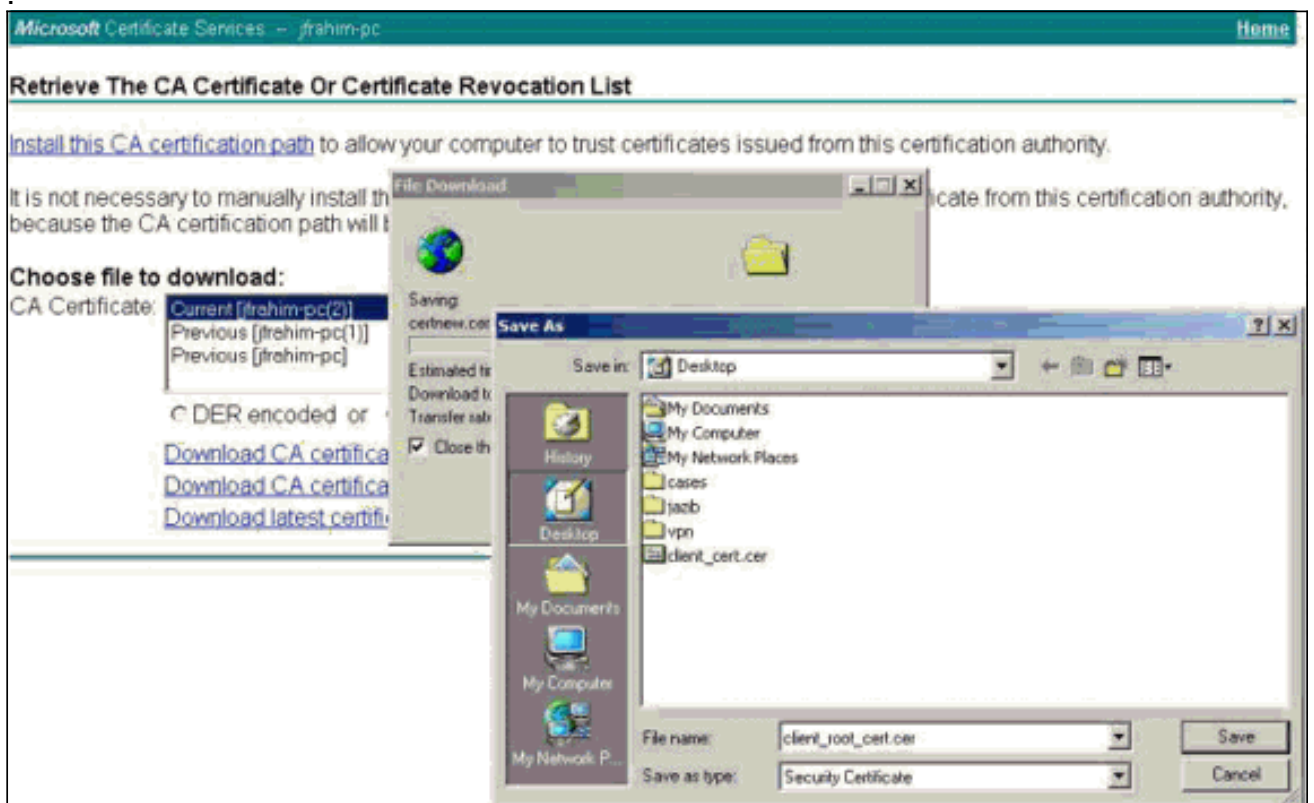 Microsoft Certificate Services -- jfrahim-pc Home
Retrieve The CA Certificate Or Certificate Revocation List
Install this CA certification path to allow your computer to trust certificates issued from this certification authority.
It is not necessary to manually install th
icate from this certification authority,
because the CA certification path will b
Choose file to download:
CA Certificate: Current [jfrahim-pc(2)]
Previous [jfrahim-pc(1)]
Previous [jfrahim-pc]
DER encoded or
Download CA certifica
Download CA certifica
Download latest certifi
File Download
Saving:
certnew.cer
Estimated ti
Download to
Transfer rate
Close th
Save As
Save in: Desktop
History
Desktop
My Documents
My Computer
My Network P...
My Documents
My Computer
My Network Places
cases
jazib
vpn
client_cert.cer
File name: client_root_cert.cer Save
Save as type: Security Certificate Cancel